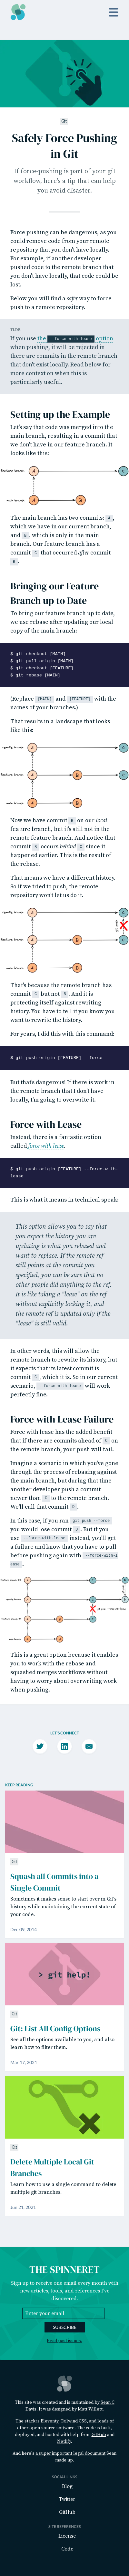 Git
Safely Force Pushing
in Git
If force-pushing is part of your git
workflow, here's a tip that can help
you avoid disaster.
Force pushing can be dangerous, as you
could remove code from your remote
repository that you don't have locally.
For example, if another developer
pushed code to the remote branch that
you don't have locally, that code could be
lost.
Below you will find a safer way to force
push to a remote repository.
TLDR
If you use the --force-with-lease option
when pushing, it will be rejected in
there are commits in the remote branch
that don't exist locally. Read below for
more context on when this is
particularly useful.
Setting up the Example
Let's say that code was merged into the
main branch, resulting in a commit that
we don't have in our feature branch. It
looks like this:
feature branch
A
C
main branch
A
B
The main branch has two commits: A ,
which we have in our current branch,
and B , which is only in the main
branch. Our feature branch has a
commit C that occurred after commit
B .
Bringing our Feature
Branch up to Date
To bring our feature branch up to date,
we use rebase after updating our local
copy of the main branch:
$ git checkout [MAIN]
$ git pull origin [MAIN]
$ git checkout [FEATURE]
$ git rebase [MAIN]
(Replace [MAIN] and [FEATURE] with the
names of your branches.)
That results in a landscape that looks
like this:
A
C
feature branch
A
B
C
main branch
A
B
Now we have commit B on our local
feature branch, but it's still not in the
remote feature branch. And notice that
commit B occurs behind C since it
happened earlier. This is the result of
the rebase.
That means we have a different history.
So if we tried to push, the remote
repository won't let us do it.
A
C
feature branch
A
B
C
main branch
A
B
That's because the remote branch has
commit C but not B . And it is
protecting itself against rewriting
history. You have to tell it you know you
want to rewrite the history.
For years, I did this with this command:
$ git push origin [FEATURE] --force
But that's dangerous! If there is work in
the remote branch that I don't have
locally, I'm going to overwrite it.
Force with Lease
Instead, there is a fantastic option
called force with lease.
$ git push origin [FEATURE] --force-with-
lease
This is what it means in technical speak:
This option allows you to say that
you expect the history you are
updating is what you rebased and
want to replace. If the remote ref
still points at the commit you
specified, you can be sure that no
other people did anything to the ref.
It is like taking a "lease" on the ref
without explicitly locking it, and
the remote ref is updated only if the
"lease" is still valid.
In other words, this will allow the
remote branch to rewrite its history, but
it expects that its latest commit is
commit C , which it is. So in our current
scenario, --force-with-lease will work
perfectly fine.
Force with Lease Failure
Force with lease has the added benefit
that if there are commits ahead of C on
the remote branch, your push will fail.
Imagine a scenario in which you've gone
through this process of rebasing against
the main branch, but during that time
another developer pushed a commit
newer than C to the remote branch.
We'll call that commit D .
In this case, if you ran git push --force
you would lose commit D . But if you
use --force-with-lease instead, you'll get
a failure and know that you have to pull
before pushing again with --force-with-l
ease .
A
C
D
A
C
feature branch
A
B
C
main branch
A
B
This is a great option because it enables
you to work with the rebase and
squashed merge workflows without
having to worry about overwriting work
when pushing.
LET'S CONNECT
KEEP READING
Git
Squash all Commits into a
Single Commit
Sometimes it makes sense to start over in Git's
history while maintaining the current state of
your code.
Dec 09, 2014
> git help!
Git
Git: List All Config Options
See all the options available to you, and also
learn how to filter them.
Mar 17, 2021
Git
Delete Multiple Local Git
Branches
Learn how to use a single command to delete
multiple git branches.
Jun 21, 2021
THE SPINNERET
Sign up to receive our email every month with
new articles, tools, and references I've
discovered.
Enter your email
SUBSCRIBE
Read past issues.
This site was created and is maintained by Sean C
Davis. It was designed by Matt Willett.
The stack is Eleventy, Tailwind CSS, and loads of other
open source software. The code is built,
deployed, and hosted with help from GitHub and
Netlify.
And here's a super important legal document Sean
made up.
SOCIAL LINKS
Blog
Twitter
GitHub
SITE REFERENCES
License
Code